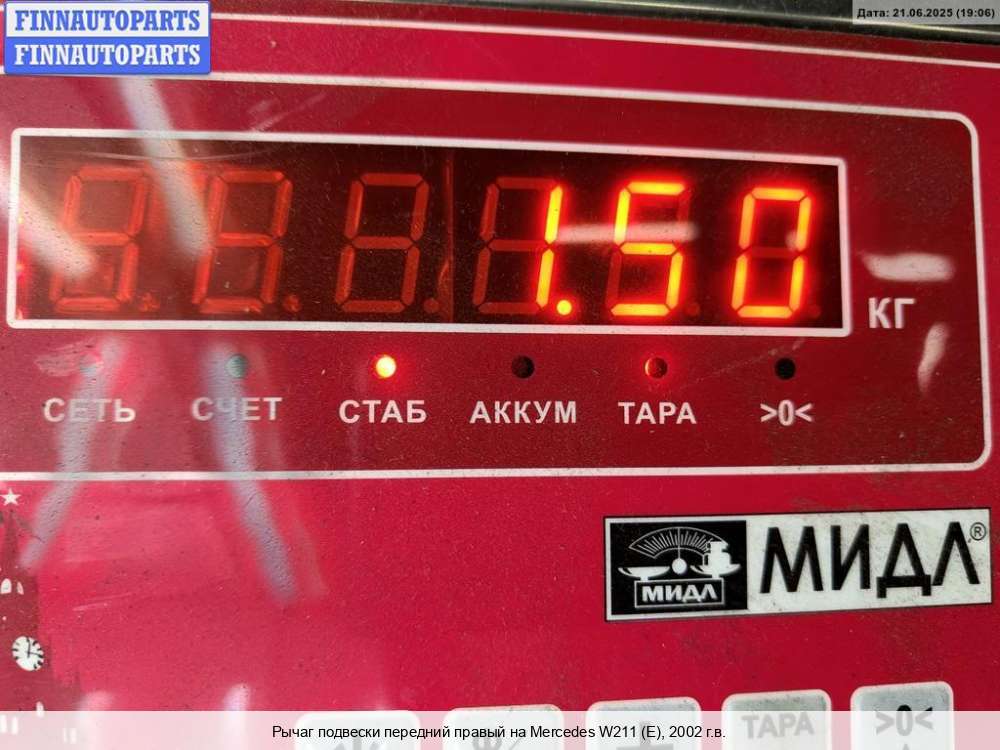 FINNAUTOPARTS
FINNAUTOPARTS
Дата: 21.06.2025 (19:06)
1.50
КГ
СЕТЬ СЧЕТ СТАБ АККУМ ТАРА >0<
МИДЛ
МИДЛ®
ТАРА >0<
Рычаг подвески передний правый на Mercedes W211 (E), 2002 г.в.